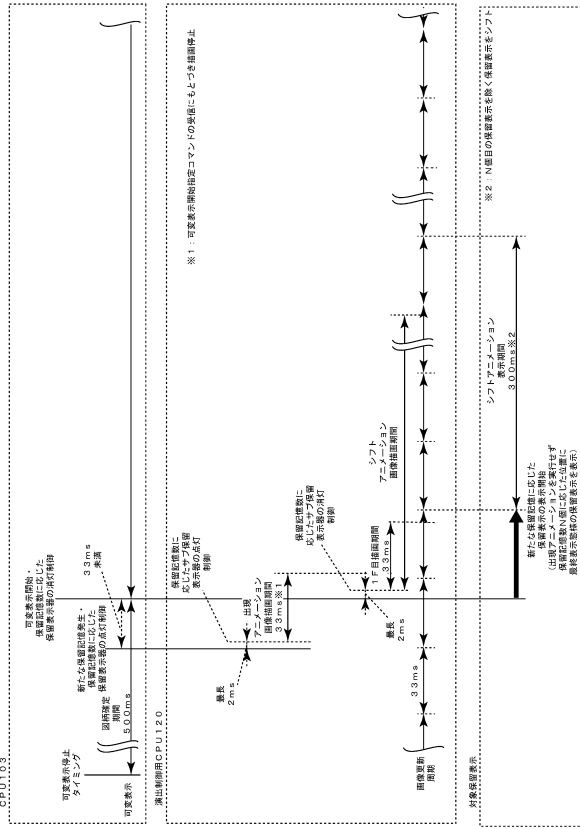 CPU103
可変表示停止
タイミング
可変表示
図柄確定
期間
500ms
新たな保留記憶発生・
保留記憶数に応じた
保留表示器の点灯制御
可変表示開始・
保留記憶数に応じた
保留表示器の消灯制御
33ms
未満
演出制御用CPU120
最長
2ms
保留記憶数に
応じたサブ保留
表示器の点灯
制御
出現
アニメーション
画像描画期間
33ms※1
最長
2ms
保留記憶数に
応じたサブ保留
表示器の消灯
制御
1F目描画期間
33ms
シフト
アニメーション
画像描画期間
※1:可変表示開始指定コマンドの受信にもとづき描画停止
画像更新
周期
33ms
対象保留表示
新たな保留記憶に応じた
保留表示の表示開始
(出現アニメーションを実行せず
保留記憶数N個に応じた位置に
最終表示態様の保留表示を表示)
シフトアニメーション
表示期間
300ms※2
※2:N個目の保留表示を除く保留表示をシフト